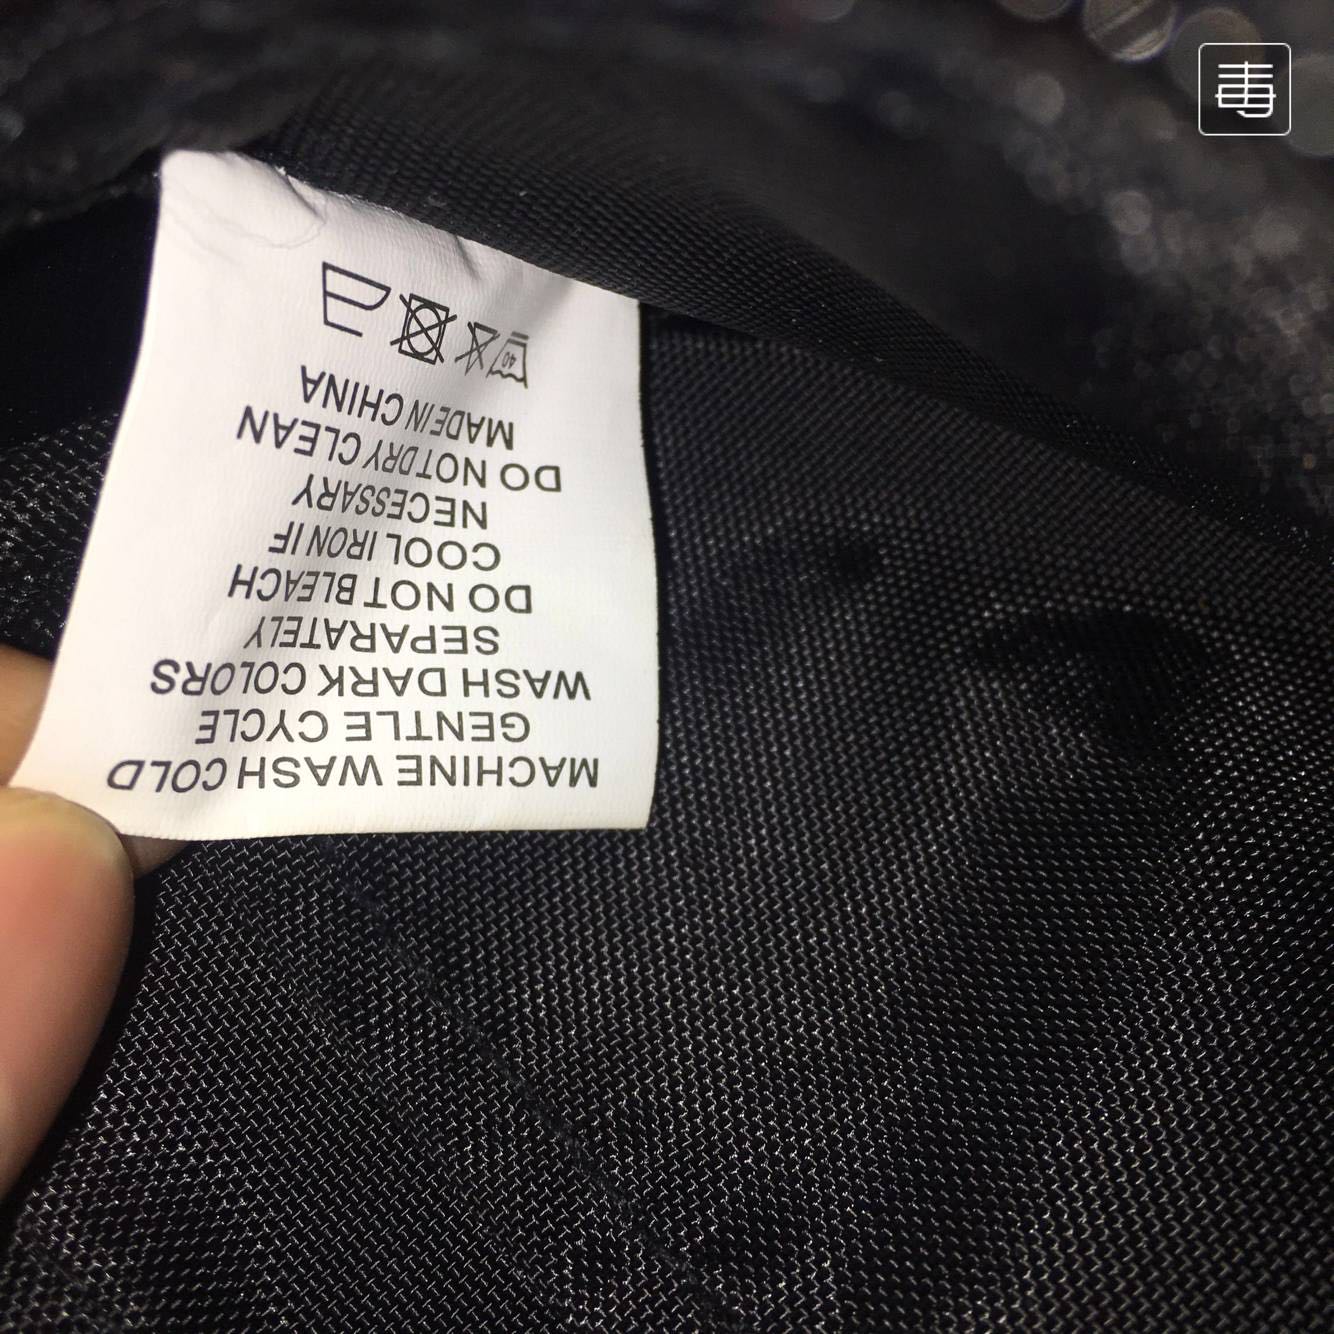 MACHINE WASH COLD
GENTLE CYCLE
WASH DARK COLORS
SEPARATELY
DO NOT BLEACH
COOL IRON IF
NECESSARY
DO NOT DRY CLEAN
MADE IN CHINA
40
毒